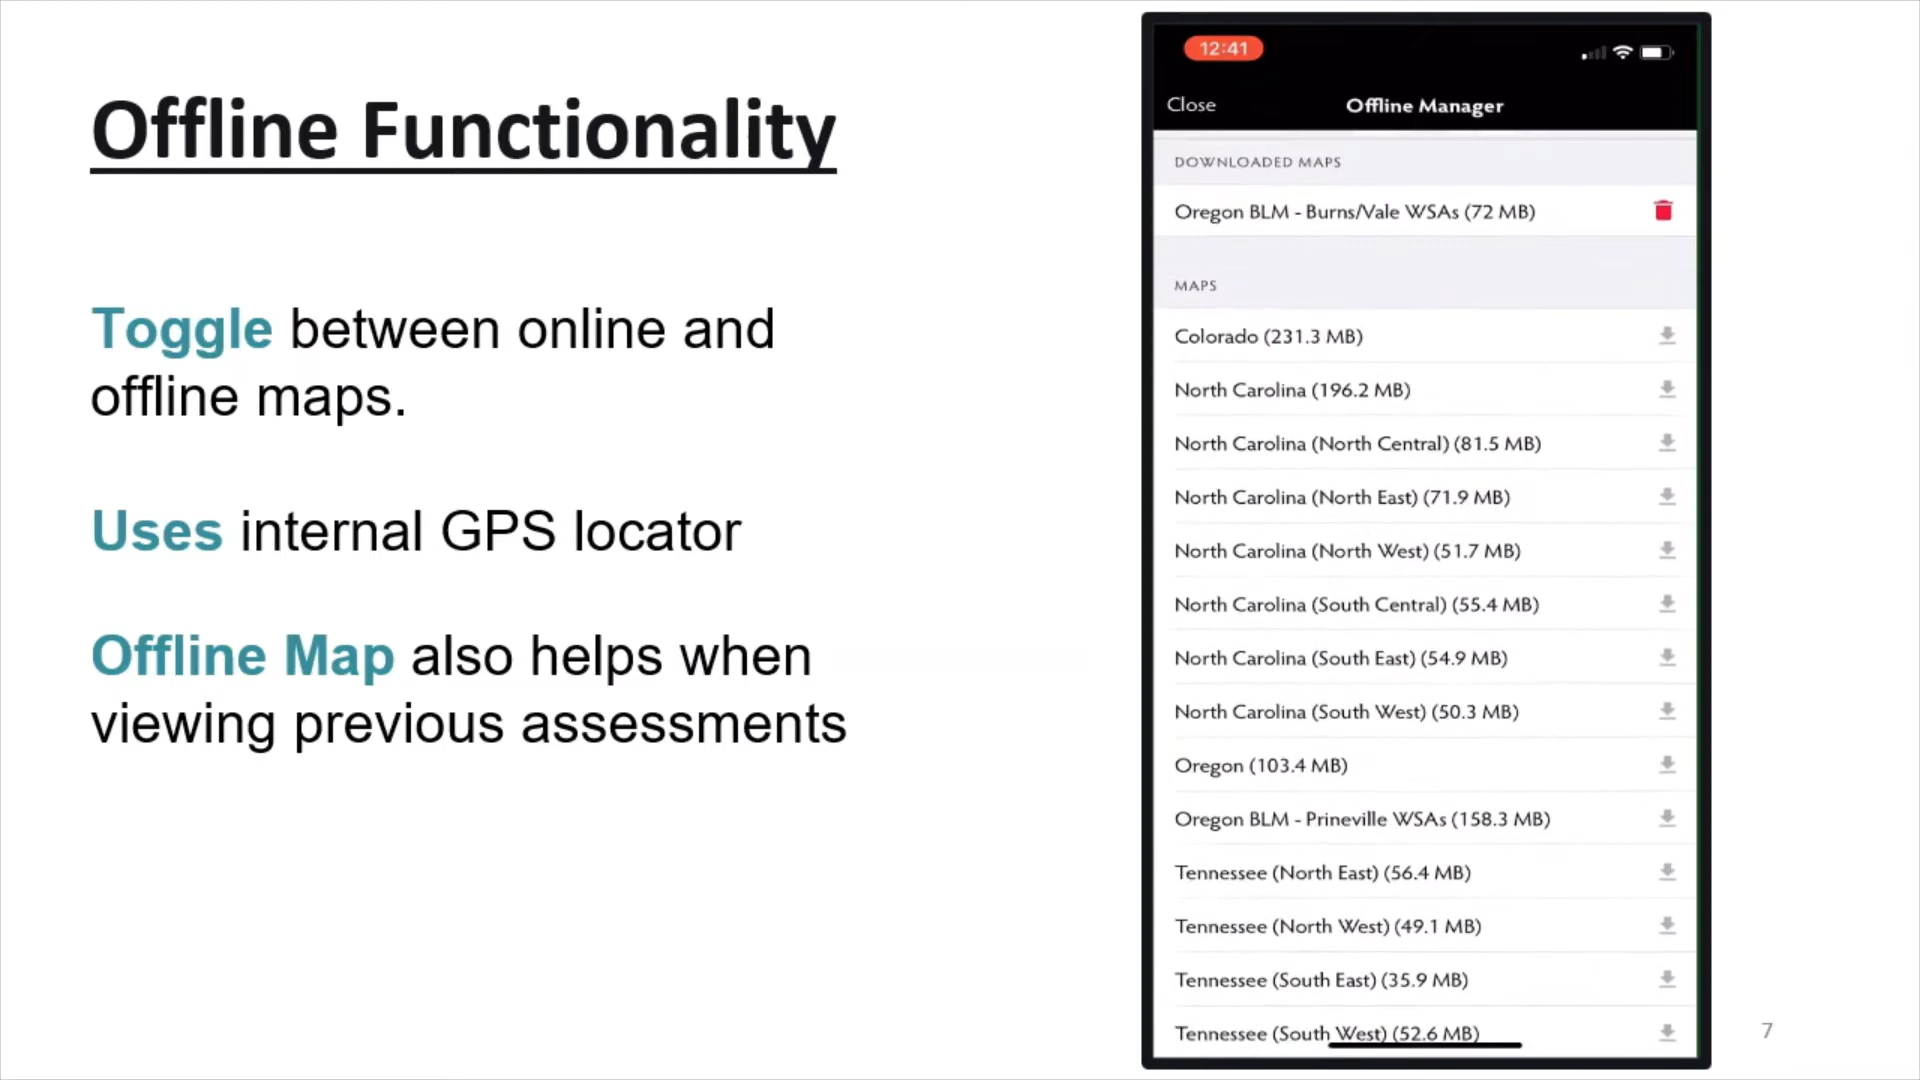 Offline Functionality
Toggle between online and
offline maps.
Uses internal GPS locator
Offline Map also helps when
viewing previous assessments
12:41
Close
Offline Manager
DOWNLOADED MAPS
Oregon BLM - Burns/Vale WSAs (72 MB)
MAPS
Colorado (231.3 MB)
North Carolina (196.2 MB)
North Carolina (North Central) (81.5 MB)
North Carolina (North East) (71.9 MB)
North Carolina (North West) (51.7 MB)
North Carolina (South Central) (55.4 MB)
North Carolina (South East) (54.9 MB)
North Carolina (South West) (50.3 MB)
Oregon (103.4 MB)
Oregon BLM - Prineville WSAs (158.3 MB)
Tennessee (North East) (56.4 MB)
Tennessee (North West) (49.1 MB)
Tennessee (South East) (35.9 MB)
Tennessee (South West) (52.6 MB)
7